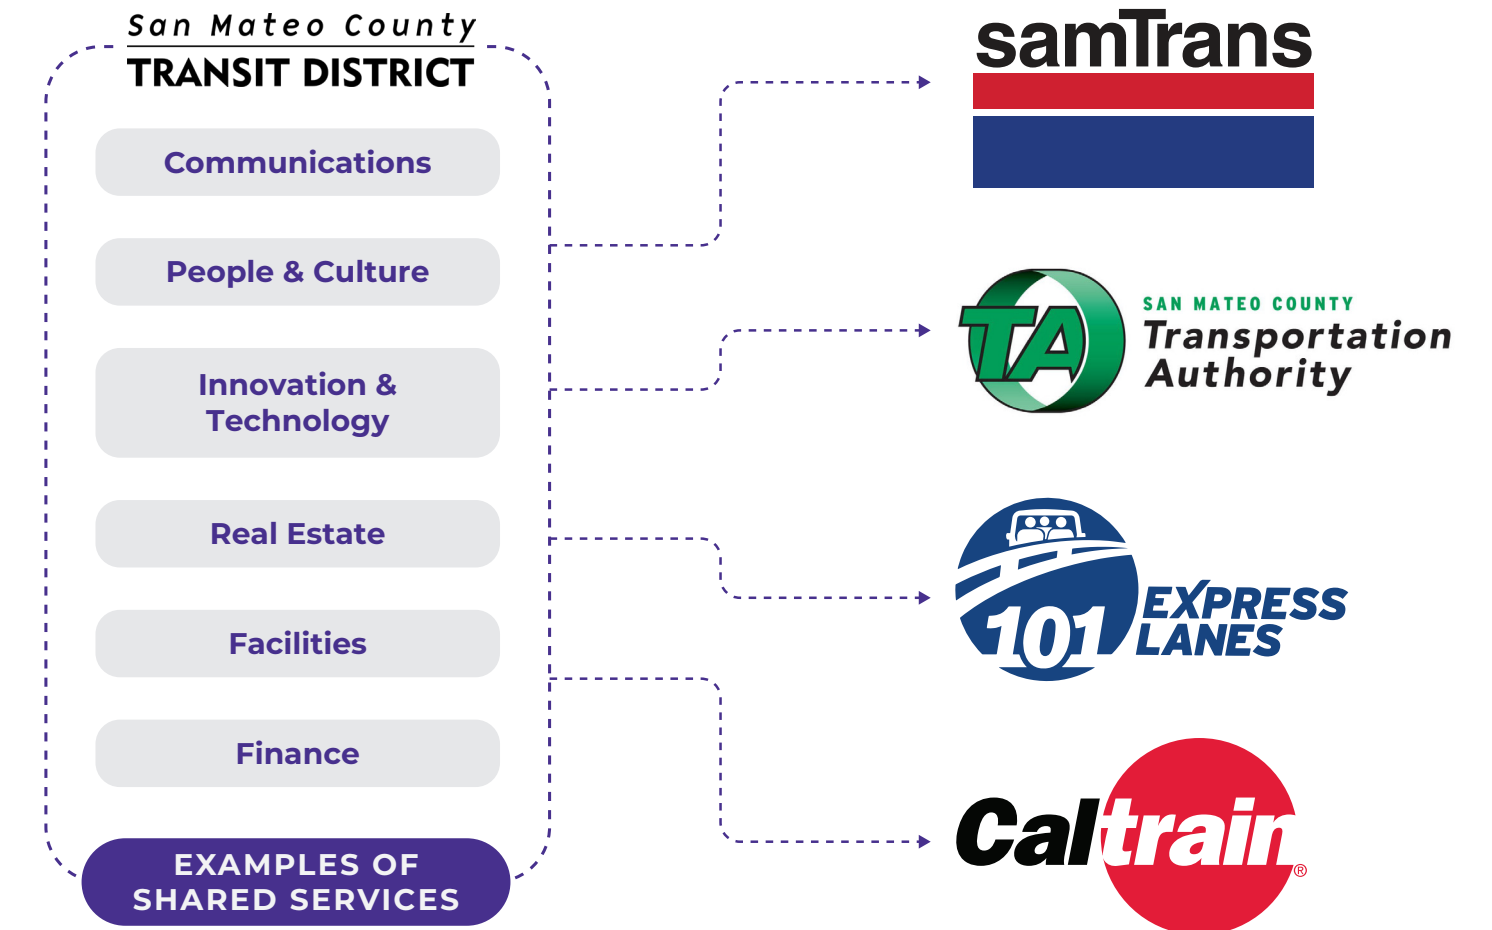 San Mateo County
TRANSIT DISTRICT
Communications
People & Culture
Innovation &
Technology
Real Estate
Facilities
Finance
EXAMPLES OF
SHARED SERVICES
samTrans
TA
SAN MATEO COUNTY
Transportation
Authority
101
EXPRESS
LANES
Caltrain®